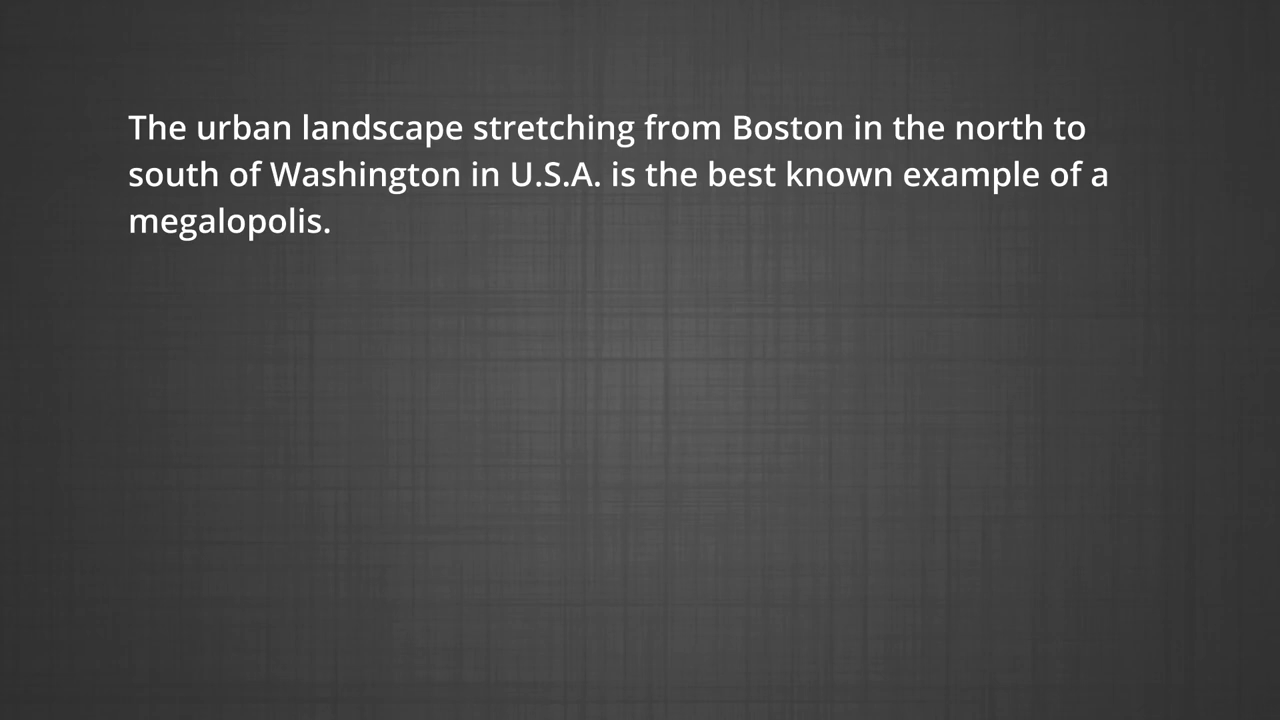 The urban landscape stretching from Boston in the north to
south of Washington in U.S.A. is the best known example of a
megalopolis.